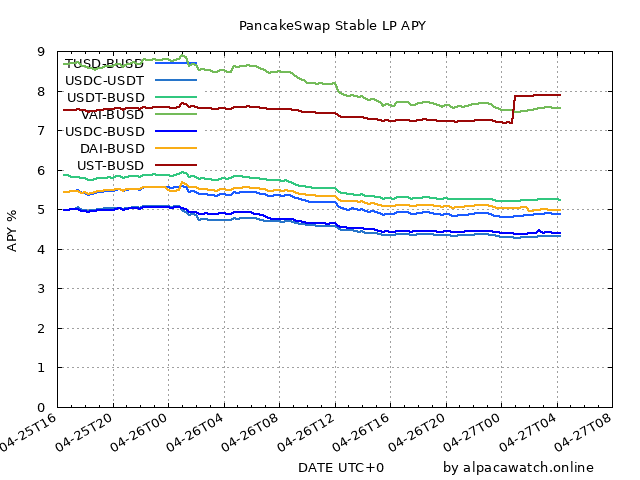 PancakeSwap Stable LP APY
9
8
7
6
5
4
3
2
1
0
APY %
TUSD-BUSD
USDC-USDT
USDT-BUSD
VAI-BUSD
USDC-BUSD
DAI-BUSD
UST-BUSD
04-25T16
04-25T20
04-26T00
04-26T04
04-26T08
04-26T12
04-26T16
04-26T20
04-27T00
04-27T04
04-27T08
DATE UTC+0
by alpacawatch.online